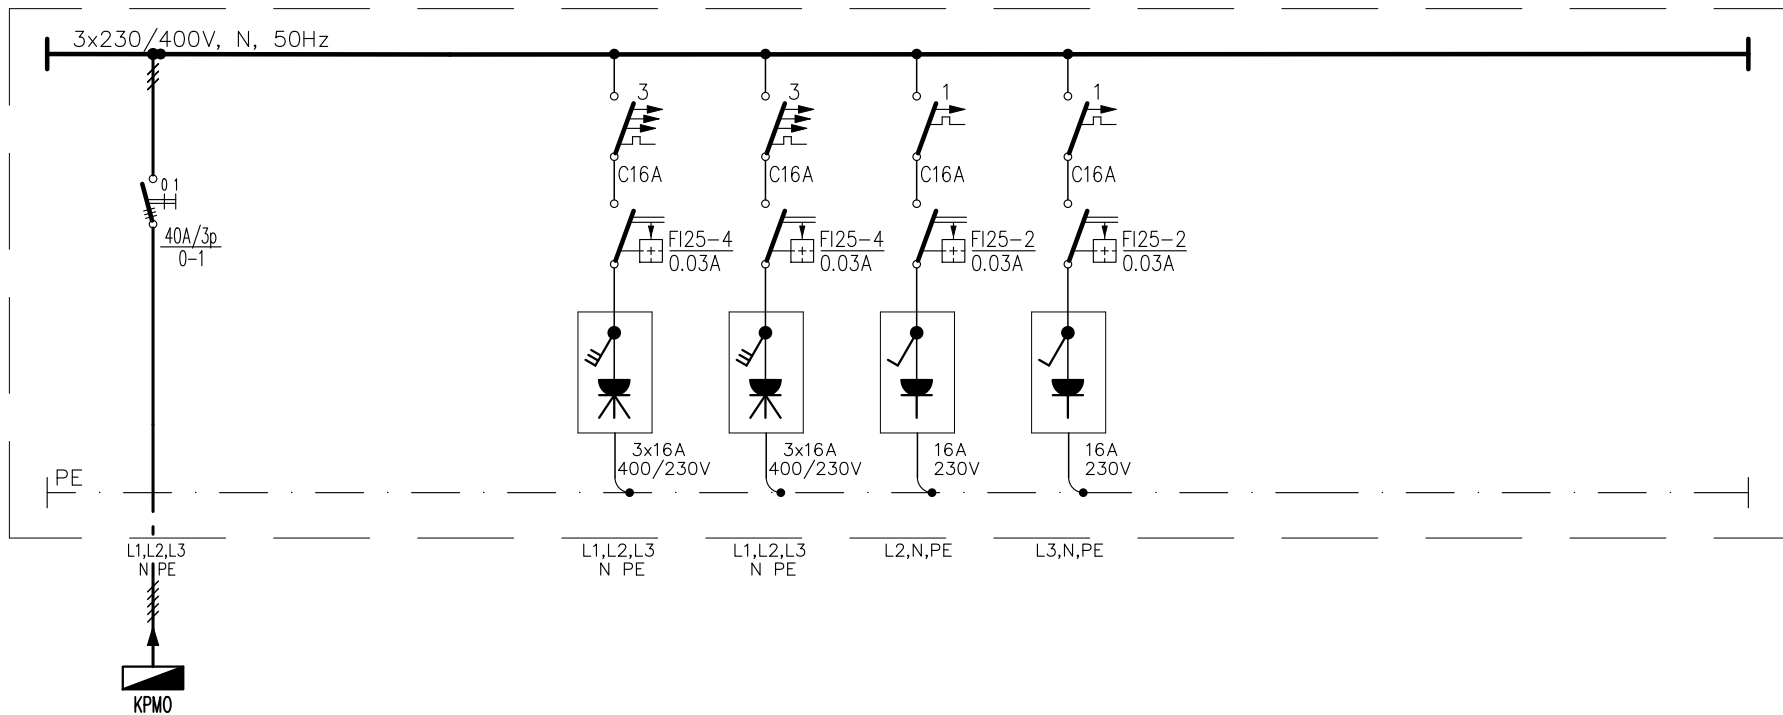 3x230/400V, N, 50Hz
3
3
1
1
C16A
C16A
C16A
C16A
0 1
40A/3p
0-1
FI25-4
0.03A
FI25-4
0.03A
FI25-2
0.03A
FI25-2
0.03A
3x16A
400/230V
3x16A
400/230V
16A
230V
16A
230V
PE
L1,L2,L3
N PE
L1,L2,L3
N PE
L1,L2,L3
N PE
L2,N,PE
L3,N,PE
KPMO